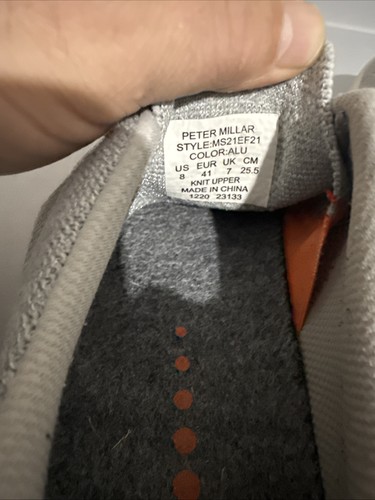 PETER MILLAR
STYLE:MS21EF21
COLOR:ALU
US EUR UK CM
8 41 7 25.5
KNIT UPPER
MADE IN CHINA
1220 23133